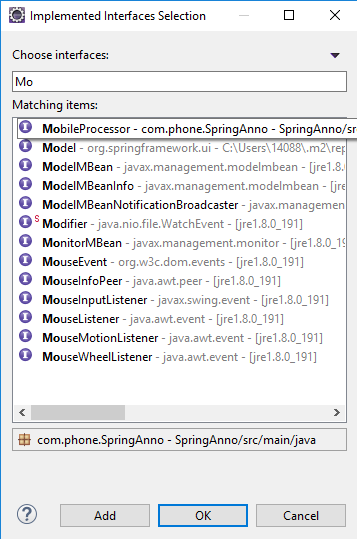 Implemented Interfaces Selection
Choose interfaces:
Mo
Matching items:
MobileProcessor - com.phone.SpringAnno - SpringAnno/sr
Model - org.springframework.ui - C:\Users\14088\.m2\rep
ModelMBean - javax.management.modelmbean - [jre1.8.0_
ModelMBeanInfo - javax.management.modelmbean - [jre1
ModelMBeanNotificationBroadcaster - javax.managemen
S Modifier - java.nio.file.WatchEvent - [jre1.8.0_191]
MonitorMBean - javax.management.monitor - [jre1.8.0_191]
MouseEvent - org.w3c.dom.events - [jre1.8.0_191]
MouseInfoPeer - java.awt.peer - [jre1.8.0_191]
MouseInputListener - javax.swing.event - [jre1.8.0_191]
MouseListener - java.awt.event - [jre1.8.0_191]
MouseMotionListener - java.awt.event - [jre1.8.0_191]
MouseWheelListener - java.awt.event - [jre1.8.0_191]
com.phone.SpringAnno - SpringAnno/src/main/java
? Add OK Cancel